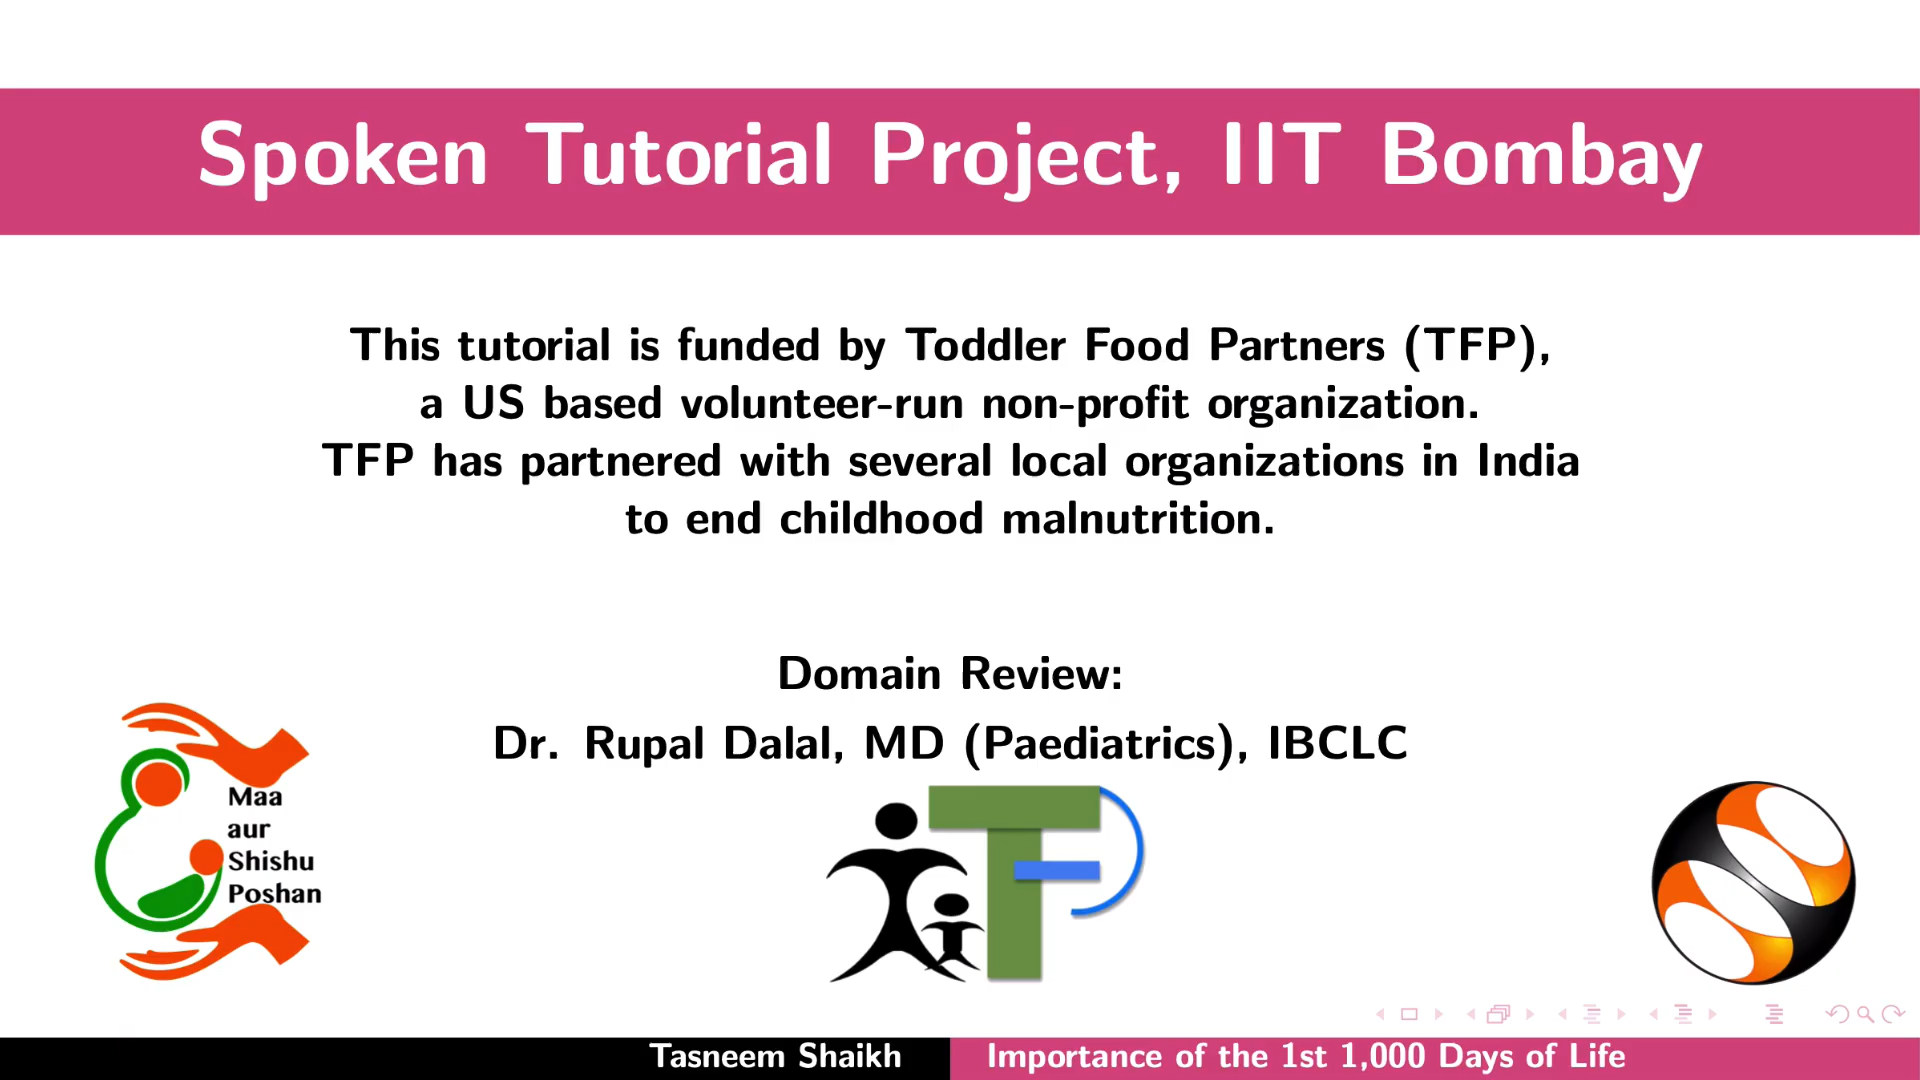 Spoken Tutorial Project, IIT Bombay
This tutorial is funded by Toddler Food Partners (TFP),
a US based volunteer-run non-profit organization.
TFP has partnered with several local organizations in India
to end childhood malnutrition.
Domain Review:
Dr. Rupal Dalal, MD (Paediatrics), IBCLC
Maa
aur
Shishu
Poshan
TFP
Tasneem Shaikh
Importance of the 1st 1,000 Days of Life